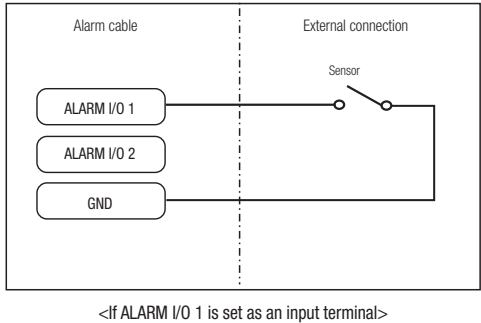 Alarm cable
External connection
Sensor
ALARM I/O 1
ALARM I/O 2
GND
<If ALARM I/O 1 is set as an input terminal>